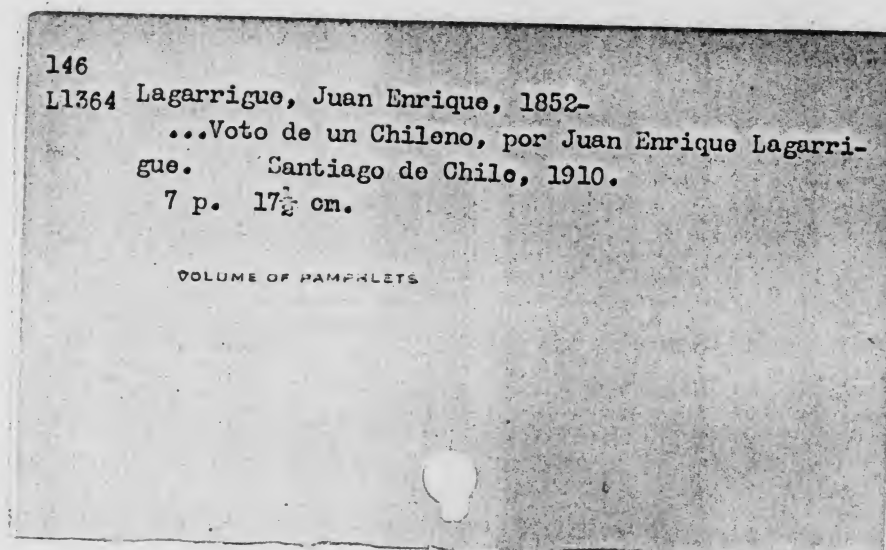 146
L1364 Lagarrigue, Juan Enrique, 1852-
...Voto de un Chileno, por Juan Enrique Lagarri-
gue. Santiago de Chile, 1910.
7 p. 17½ cm.
VOLUME OF PAMPHLETS